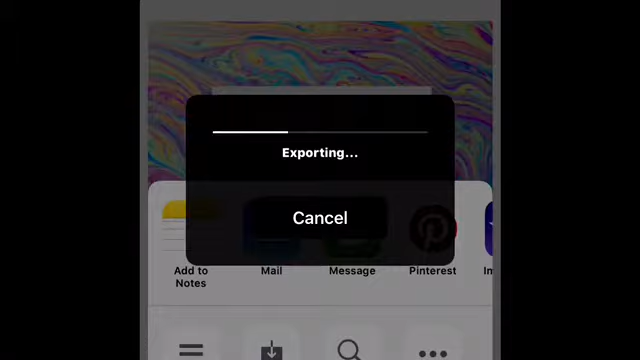 Exporting...
Cancel
Add to
Notes
Mail
Message
Pinterest